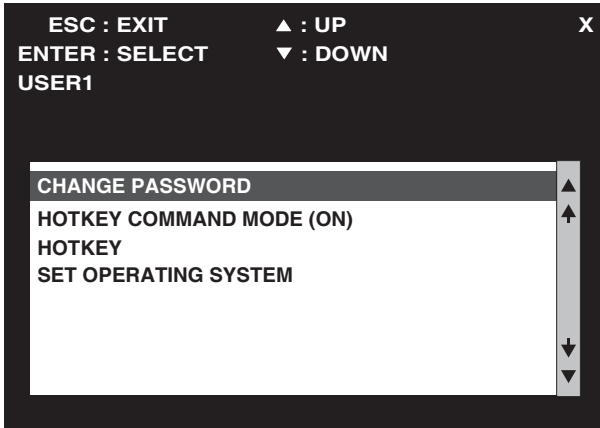 ESC : EXIT ▲ : UP X
ENTER : SELECT ▼ : DOWN
USER1
CHANGE PASSWORD
HOTKEY COMMAND MODE (ON)
HOTKEY
SET OPERATING SYSTEM